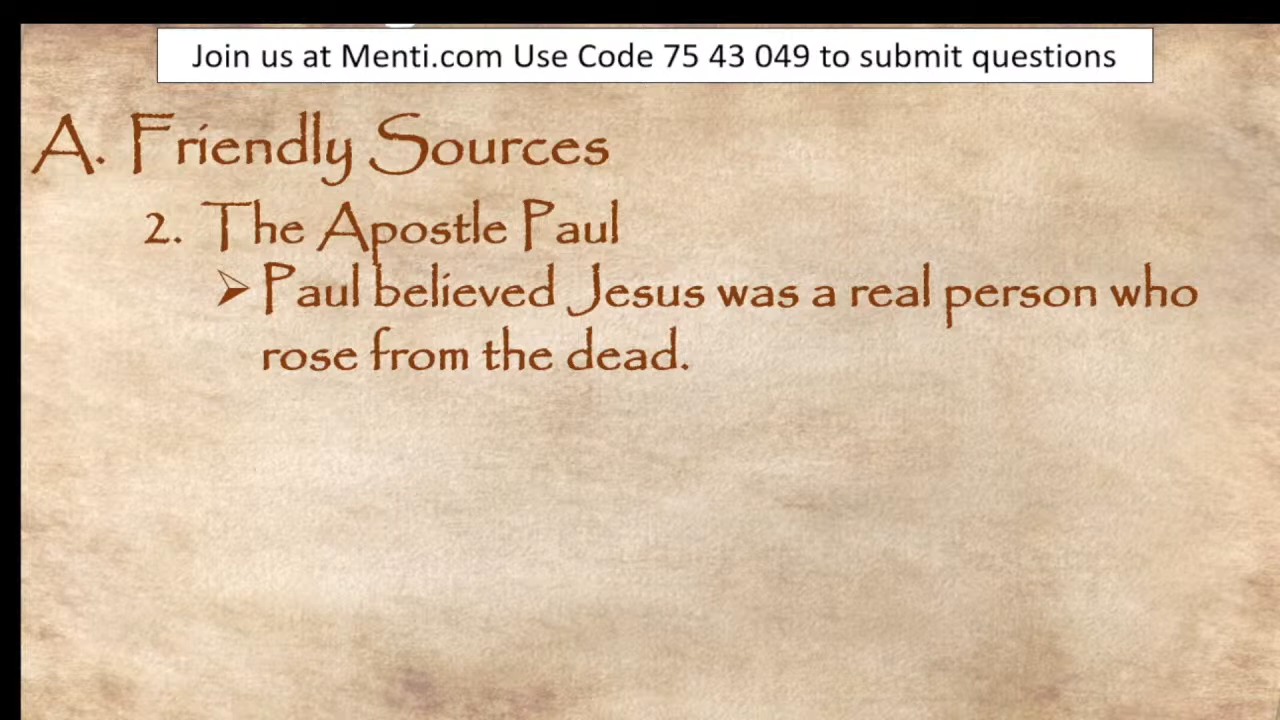 Join us at Menti.com Use Code 75 43 049 to submit questions
A. Friendly Sources
2. The Apostle Paul
➢ Paul believed Jesus was a real person who
rose from the dead.